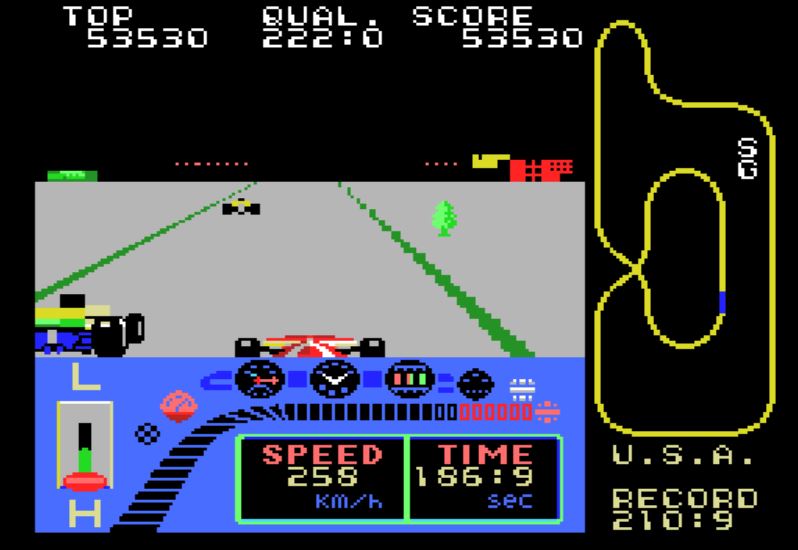 TOP QUAL. SCORE
53530 222:0 53530
S
G
L
H
SPEED TIME
258 186:9
KM/h sec
U.S.A.
RECORD
210:9